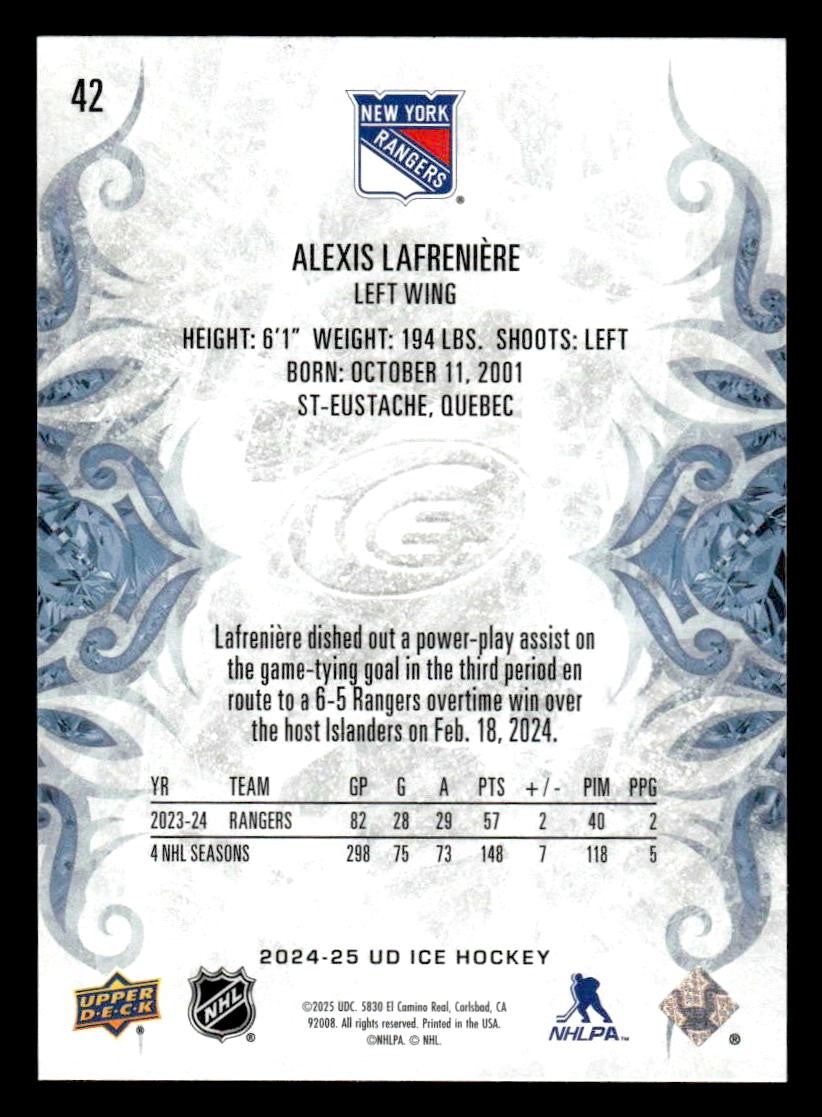 42
NEW YORK
RANGERS
®
ALEXIS LAFRENIÈRE
LEFT WING
HEIGHT: 6'1" WEIGHT: 194 LBS. SHOOTS: LEFT
BORN: OCTOBER 11, 2001
ST-EUSTACHE, QUEBEC
ICE
Lafrenière dished out a power-play assist on
the game-tying goal in the third period en
route to a 6-5 Rangers overtime win over
the host Islanders on Feb. 18, 2024.
YR TEAM GP G A PTS +/- PIM PPG
2023-24 RANGERS 82 28 29 57 2 40 2
4 NHL SEASONS 298 75 73 148 7 118 5
2024-25 UD ICE HOCKEY
UPPER
D·E·C·K
®
NHL
®
©2025 UDC. 5830 El Camino Real, Carlsbad, CA
92008. All rights reserved. Printed in the USA.
©NHLPA. © NHL.
NHLPA™
®